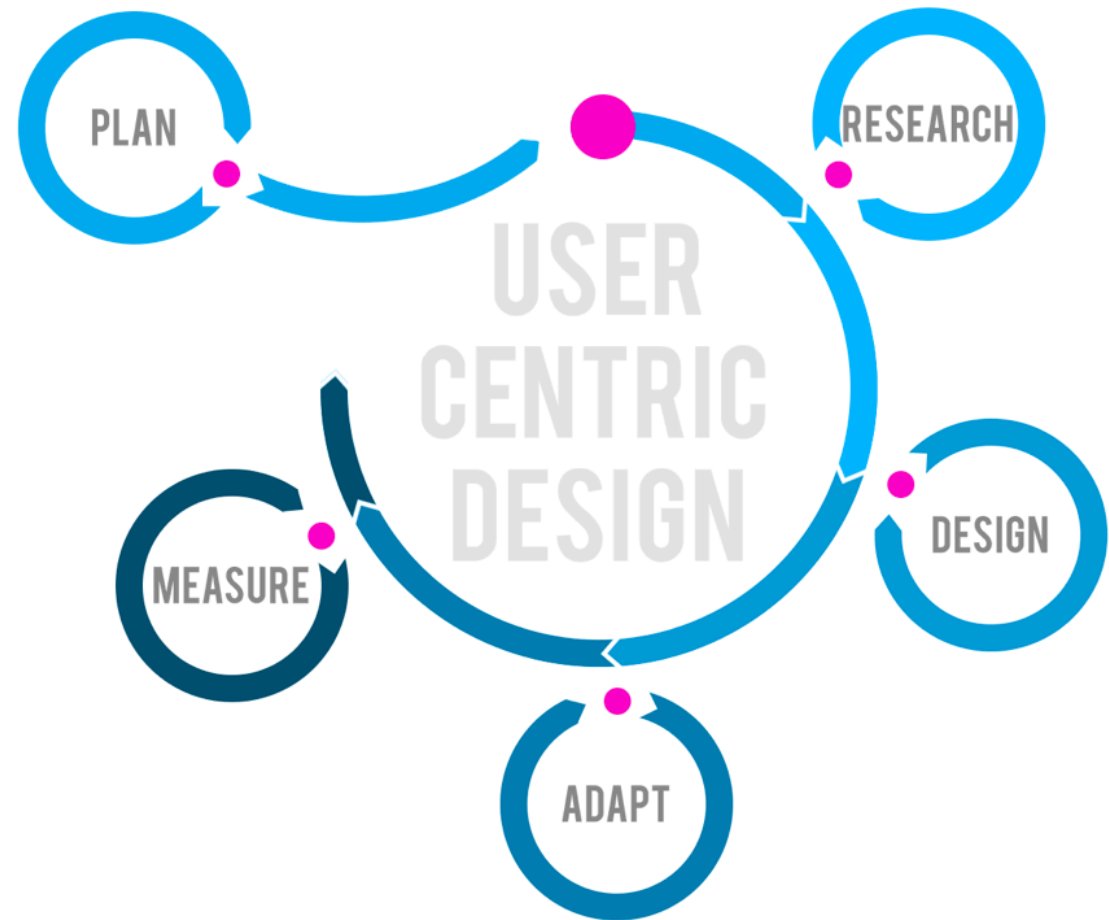 PLAN
RESEARCH
USER
CENTRIC
DESIGN
DESIGN
MEASURE
ADAPT